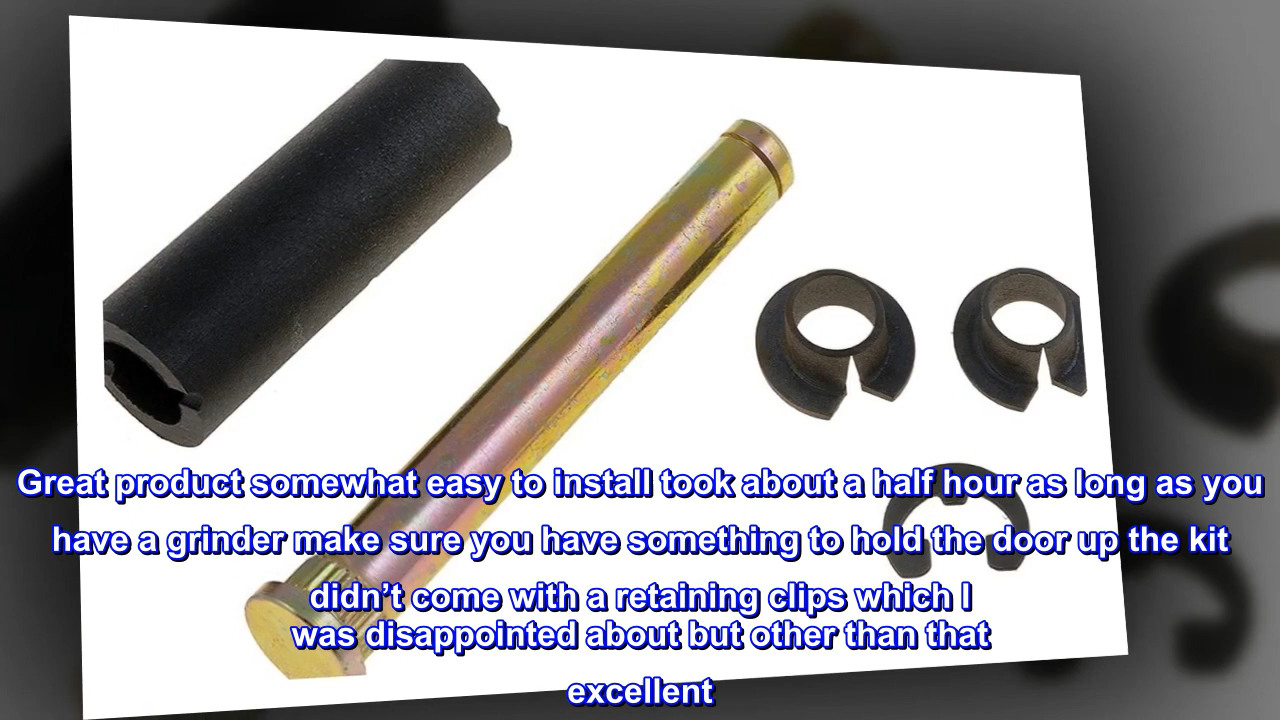 Great product somewhat easy to install took about a half hour as long as you
have a grinder make sure you have something to hold the door up the kit
didn’t come with a retaining clips which I
was disappointed about but other than that
excellent